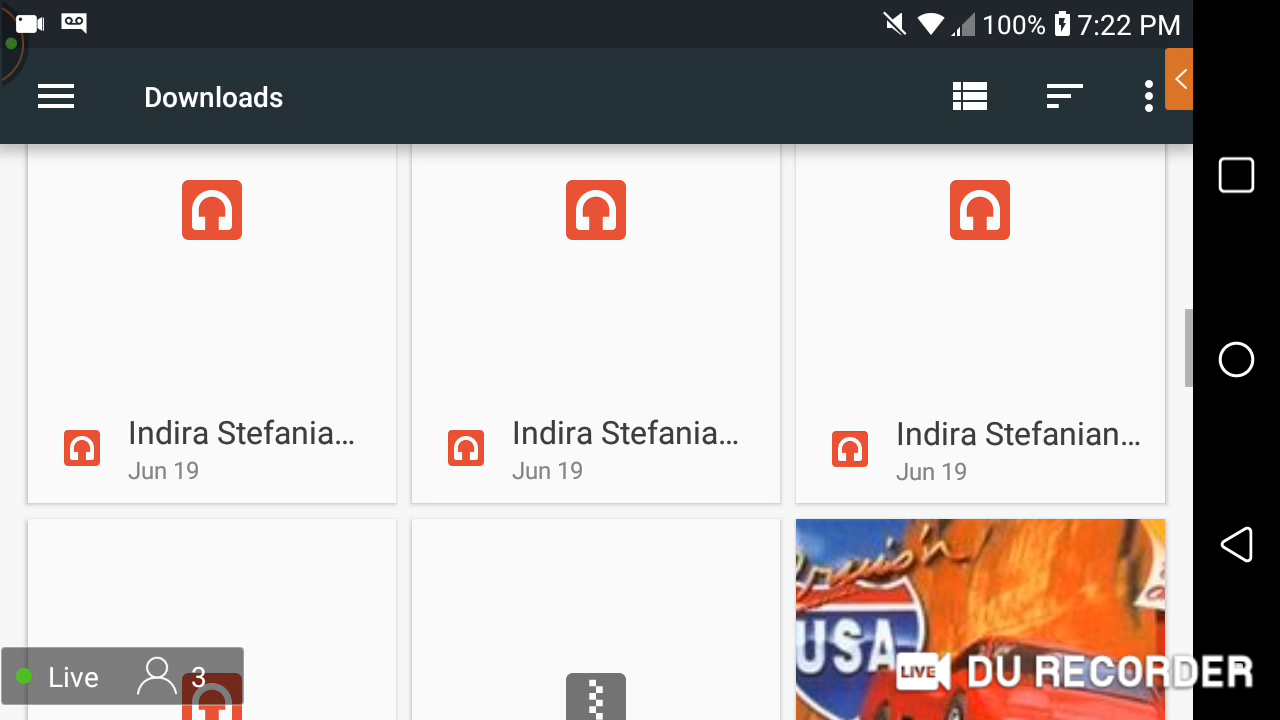 100% 7:22 PM
Downloads
Indira Stefania…
Jun 19
Indira Stefania…
Jun 19
Indira Stefanian…
Jun 19
USA
Live 3
LIVE DU RECORDER